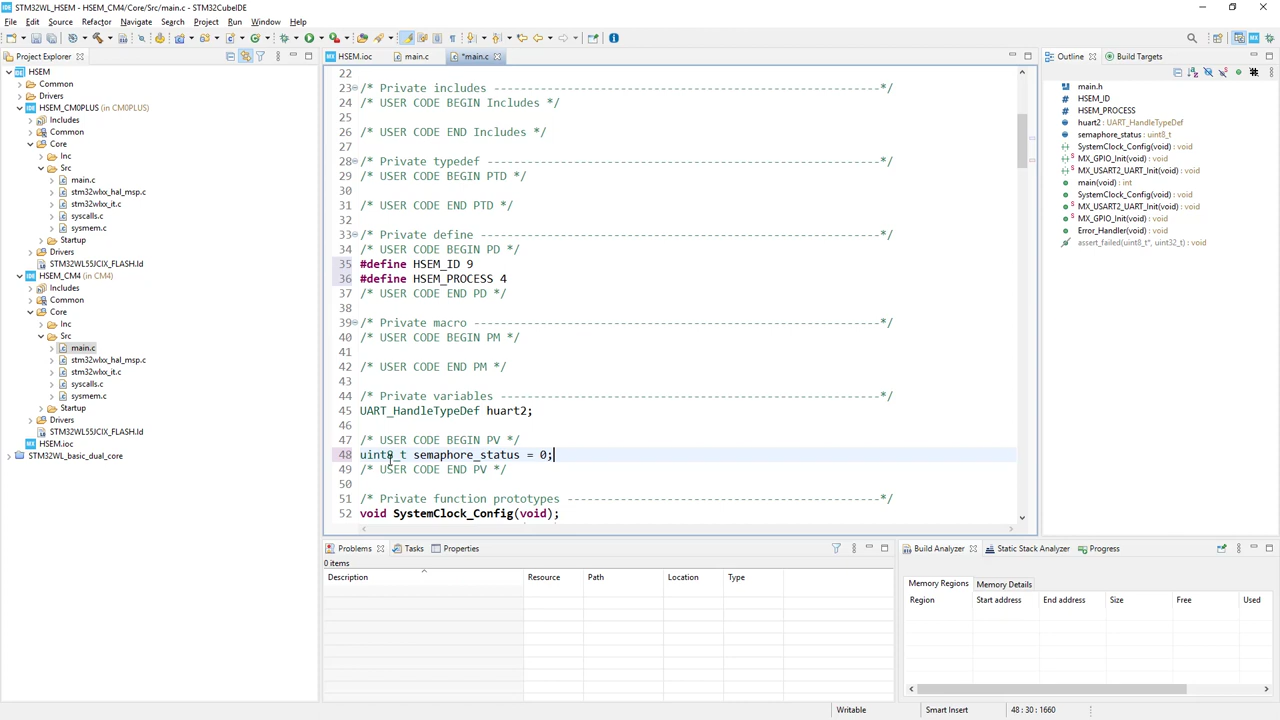 STM32WL_HSEM - HSEM_CM4/Core/Src/main.c - STM32CubeIDE
File Edit Source Refactor Navigate Search Project Run Window Help
Project Explorer
HSEM
Common
Drivers
HSEM_CM0PLUS (in CM0PLUS)
Includes
Common
Core
Inc
Src
main.c
stm32wlxx_hal_msp.c
stm32wlxx_it.c
syscalls.c
sysmem.c
Startup
Drivers
STM32WL55JCIX_FLASH.ld
HSEM_CM4 (in CM4)
Includes
Common
Core
Inc
Src
main.c
stm32wlxx_hal_msp.c
stm32wlxx_it.c
syscalls.c
sysmem.c
Startup
Drivers
STM32WL55JCIX_FLASH.ld
HSEM.ioc
STM32WL_basic_dual_core
HSEM.ioc main.c *main.c
22
23 /* Private includes ----------------------------------------------------------*/
24 /* USER CODE BEGIN Includes */
25
26 /* USER CODE END Includes */
27
28 /* Private typedef -----------------------------------------------------------*/
29 /* USER CODE BEGIN PTD */
30
31 /* USER CODE END PTD */
32
33 /* Private define ------------------------------------------------------------*/
34 /* USER CODE BEGIN PD */
35 #define HSEM_ID 9
36 #define HSEM_PROCESS 4
37 /* USER CODE END PD */
38
39 /* Private macro -------------------------------------------------------------*/
40 /* USER CODE BEGIN PM */
41
42 /* USER CODE END PM */
43
44 /* Private variables ---------------------------------------------------------*/
45 UART_HandleTypeDef huart2;
46
47 /* USER CODE BEGIN PV */
48 uint8_t semaphore_status = 0;
49 /* USER CODE END PV */
50
51 /* Private function prototypes -----------------------------------------------*/
52 void SystemClock_Config(void);
Outline Build Targets
main.h
HSEM_ID
HSEM_PROCESS
huart2 : UART_HandleTypeDef
semaphore_status : uint8_t
SystemClock_Config(void) : void
MX_GPIO_Init(void) : void
MX_USART2_UART_Init(void) : void
main(void) : int
SystemClock_Config(void) : void
MX_USART2_UART_Init(void) : void
MX_GPIO_Init(void) : void
Error_Handler(void) : void
assert_failed(uint8_t*, uint32_t) : void
Problems Tasks Properties
0 items
Description Resource Path Location Type
Build Analyzer Static Stack Analyzer Progress
Memory Regions Memory Details
Region Start address End address Size Free Used
Writable Smart Insert 48 : 30 : 1660